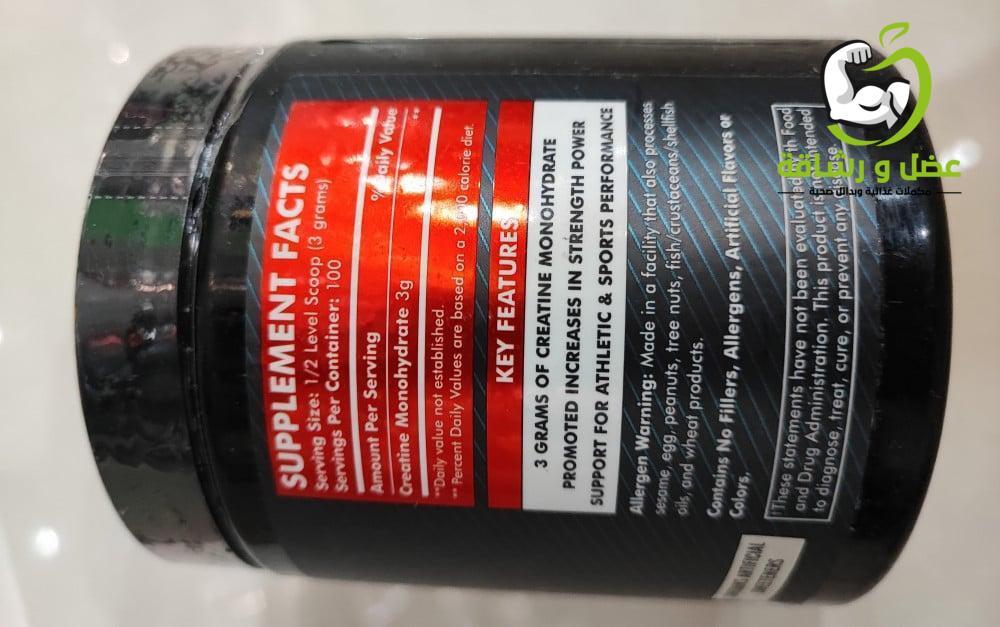 SUPPLEMENT FACTS
Serving Size: 1/2 Level Scoop (3 grams)
Servings Per Container: 100
Amount Per Serving % Daily Value
Creatine Monohydrate 3g **
**Daily value not established.
** Percent Daily Values are based on a 2,000 calorie diet.
KEY FEATURES
3 GRAMS OF CREATINE MONOHYDRATE
PROMOTED INCREASES IN STRENGTH POWER
SUPPORT FOR ATHLETIC & SPORTS PERFORMANCE
Allergen Warning: Made in a facility that also processes
sesame, egg, peanuts, tree nuts, fish/crustaceans/shellfish
oils, and wheat products.
Contains No Fillers, Allergens, Artificial Flavors or
Colors.
†These statements have not been evaluated Food
and Drug Administration. This product is intended
to diagnose, treat, cure, or prevent any disease.
ARTIFICIAL
SWEETENERS
عضل و رشاقة
مكملات غذائية وبدائل صحية